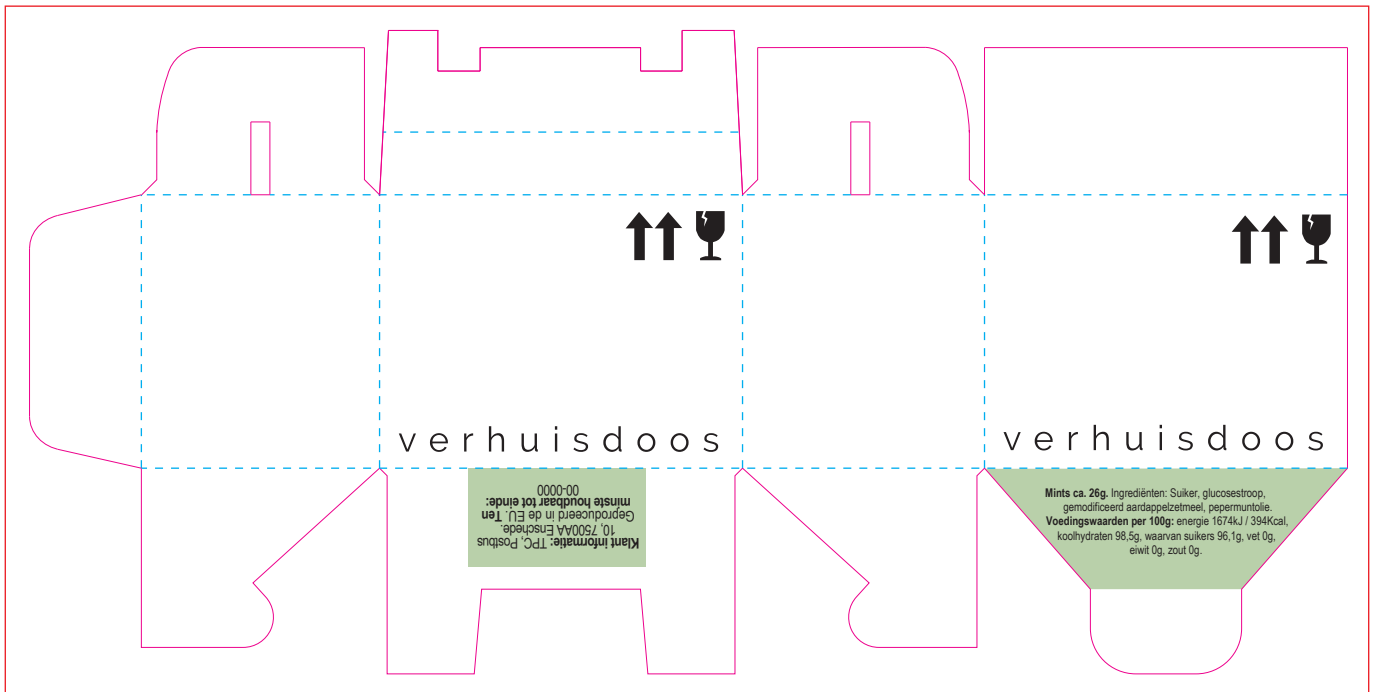 verhuisdoos
verhuisdoos
Klant informatie: TPC, Postbus
10, 7500AA Enschede.
Geproduceerd in de EU. Ten
minste houdbaar tot einde:
00-0000
Mints ca. 26g. Ingrediënten: Suiker, glucosestroop,
gemodificeerd aardappelzetmeel, pepermuntolie.
Voedingswaarden per 100g: energie 1674kJ / 394Kcal,
koolhydraten 98,5g, waarvan suikers 96,1g, vet 0g,
eiwit 0g, zout 0g.